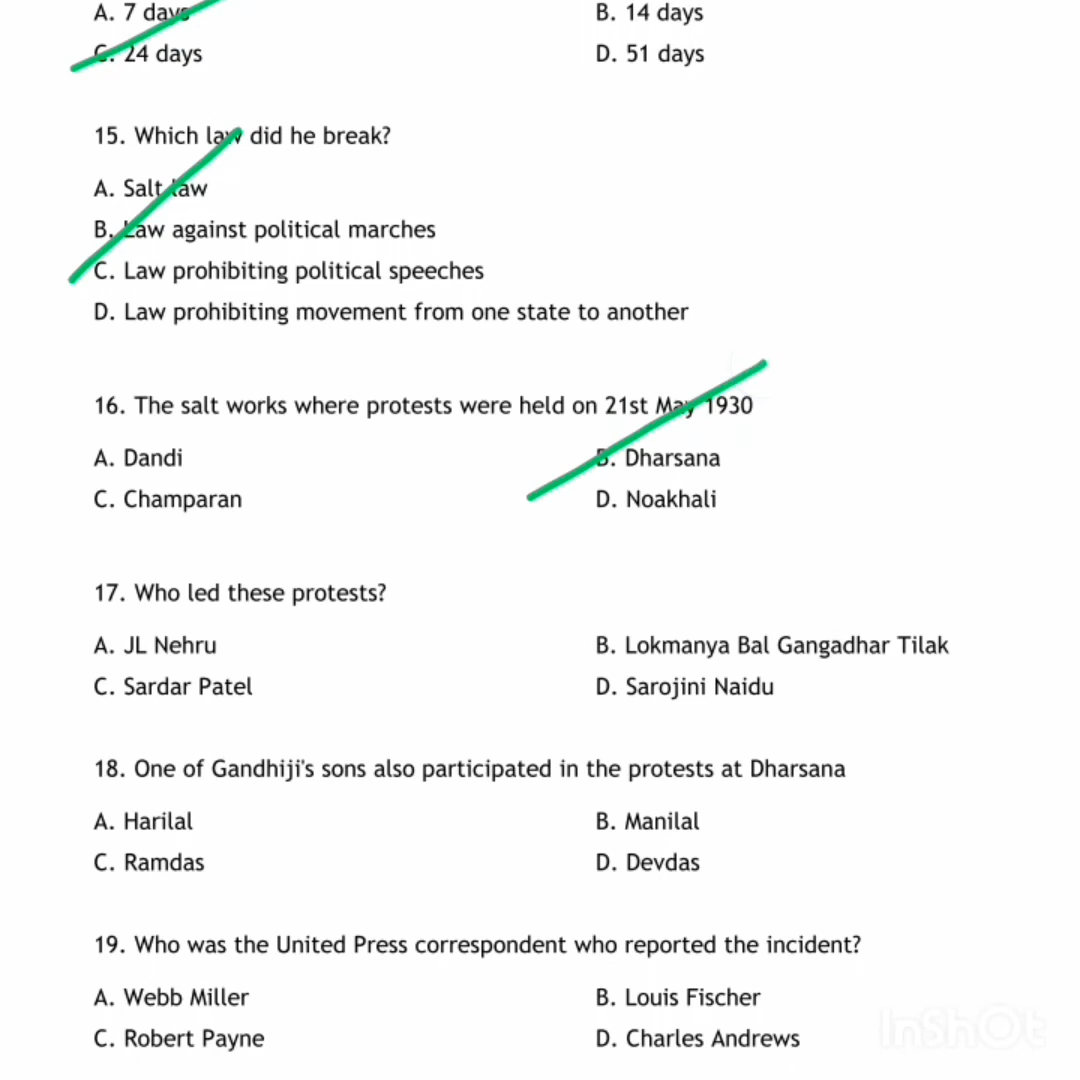 A. 7 days B. 14 days
C. 24 days D. 51 days
15. Which law did he break?
A. Salt law
B. Law against political marches
C. Law prohibiting political speeches
D. Law prohibiting movement from one state to another
16. The salt works where protests were held on 21st May 1930
A. Dandi B. Dharsana
C. Champaran D. Noakhali
17. Who led these protests?
A. JL Nehru B. Lokmanya Bal Gangadhar Tilak
C. Sardar Patel D. Sarojini Naidu
18. One of Gandhiji's sons also participated in the protests at Dharsana
A. Harilal B. Manilal
C. Ramdas D. Devdas
19. Who was the United Press correspondent who reported the incident?
A. Webb Miller B. Louis Fischer
C. Robert Payne D. Charles Andrews
InShOt